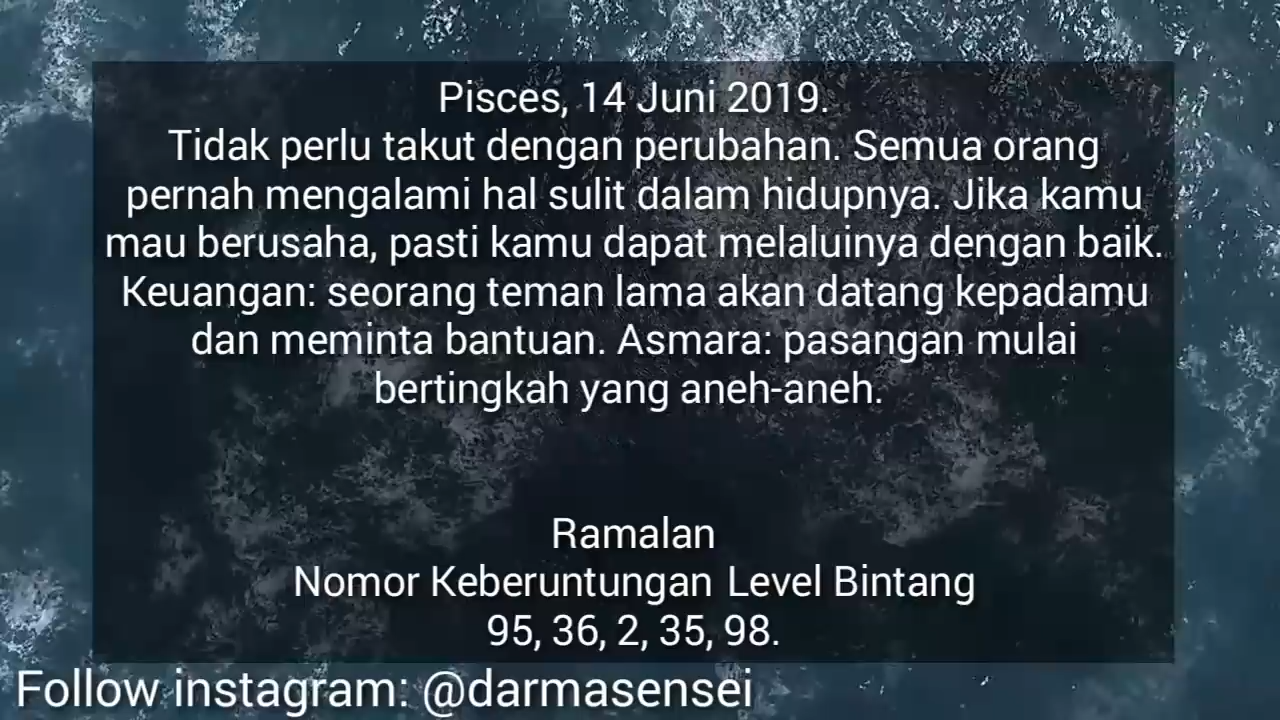 Pisces, 14 Juni 2019.
Tidak perlu takut dengan perubahan. Semua orang
pernah mengalami hal sulit dalam hidupnya. Jika kamu
mau berusaha, pasti kamu dapat melaluinya dengan baik.
Keuangan: seorang teman lama akan datang kepadamu
dan meminta bantuan. Asmara: pasangan mulai
bertingkah yang aneh-aneh.
Ramalan
Nomor Keberuntungan Level Bintang
95, 36, 2, 35, 98.
Follow instagram: @darmasensei